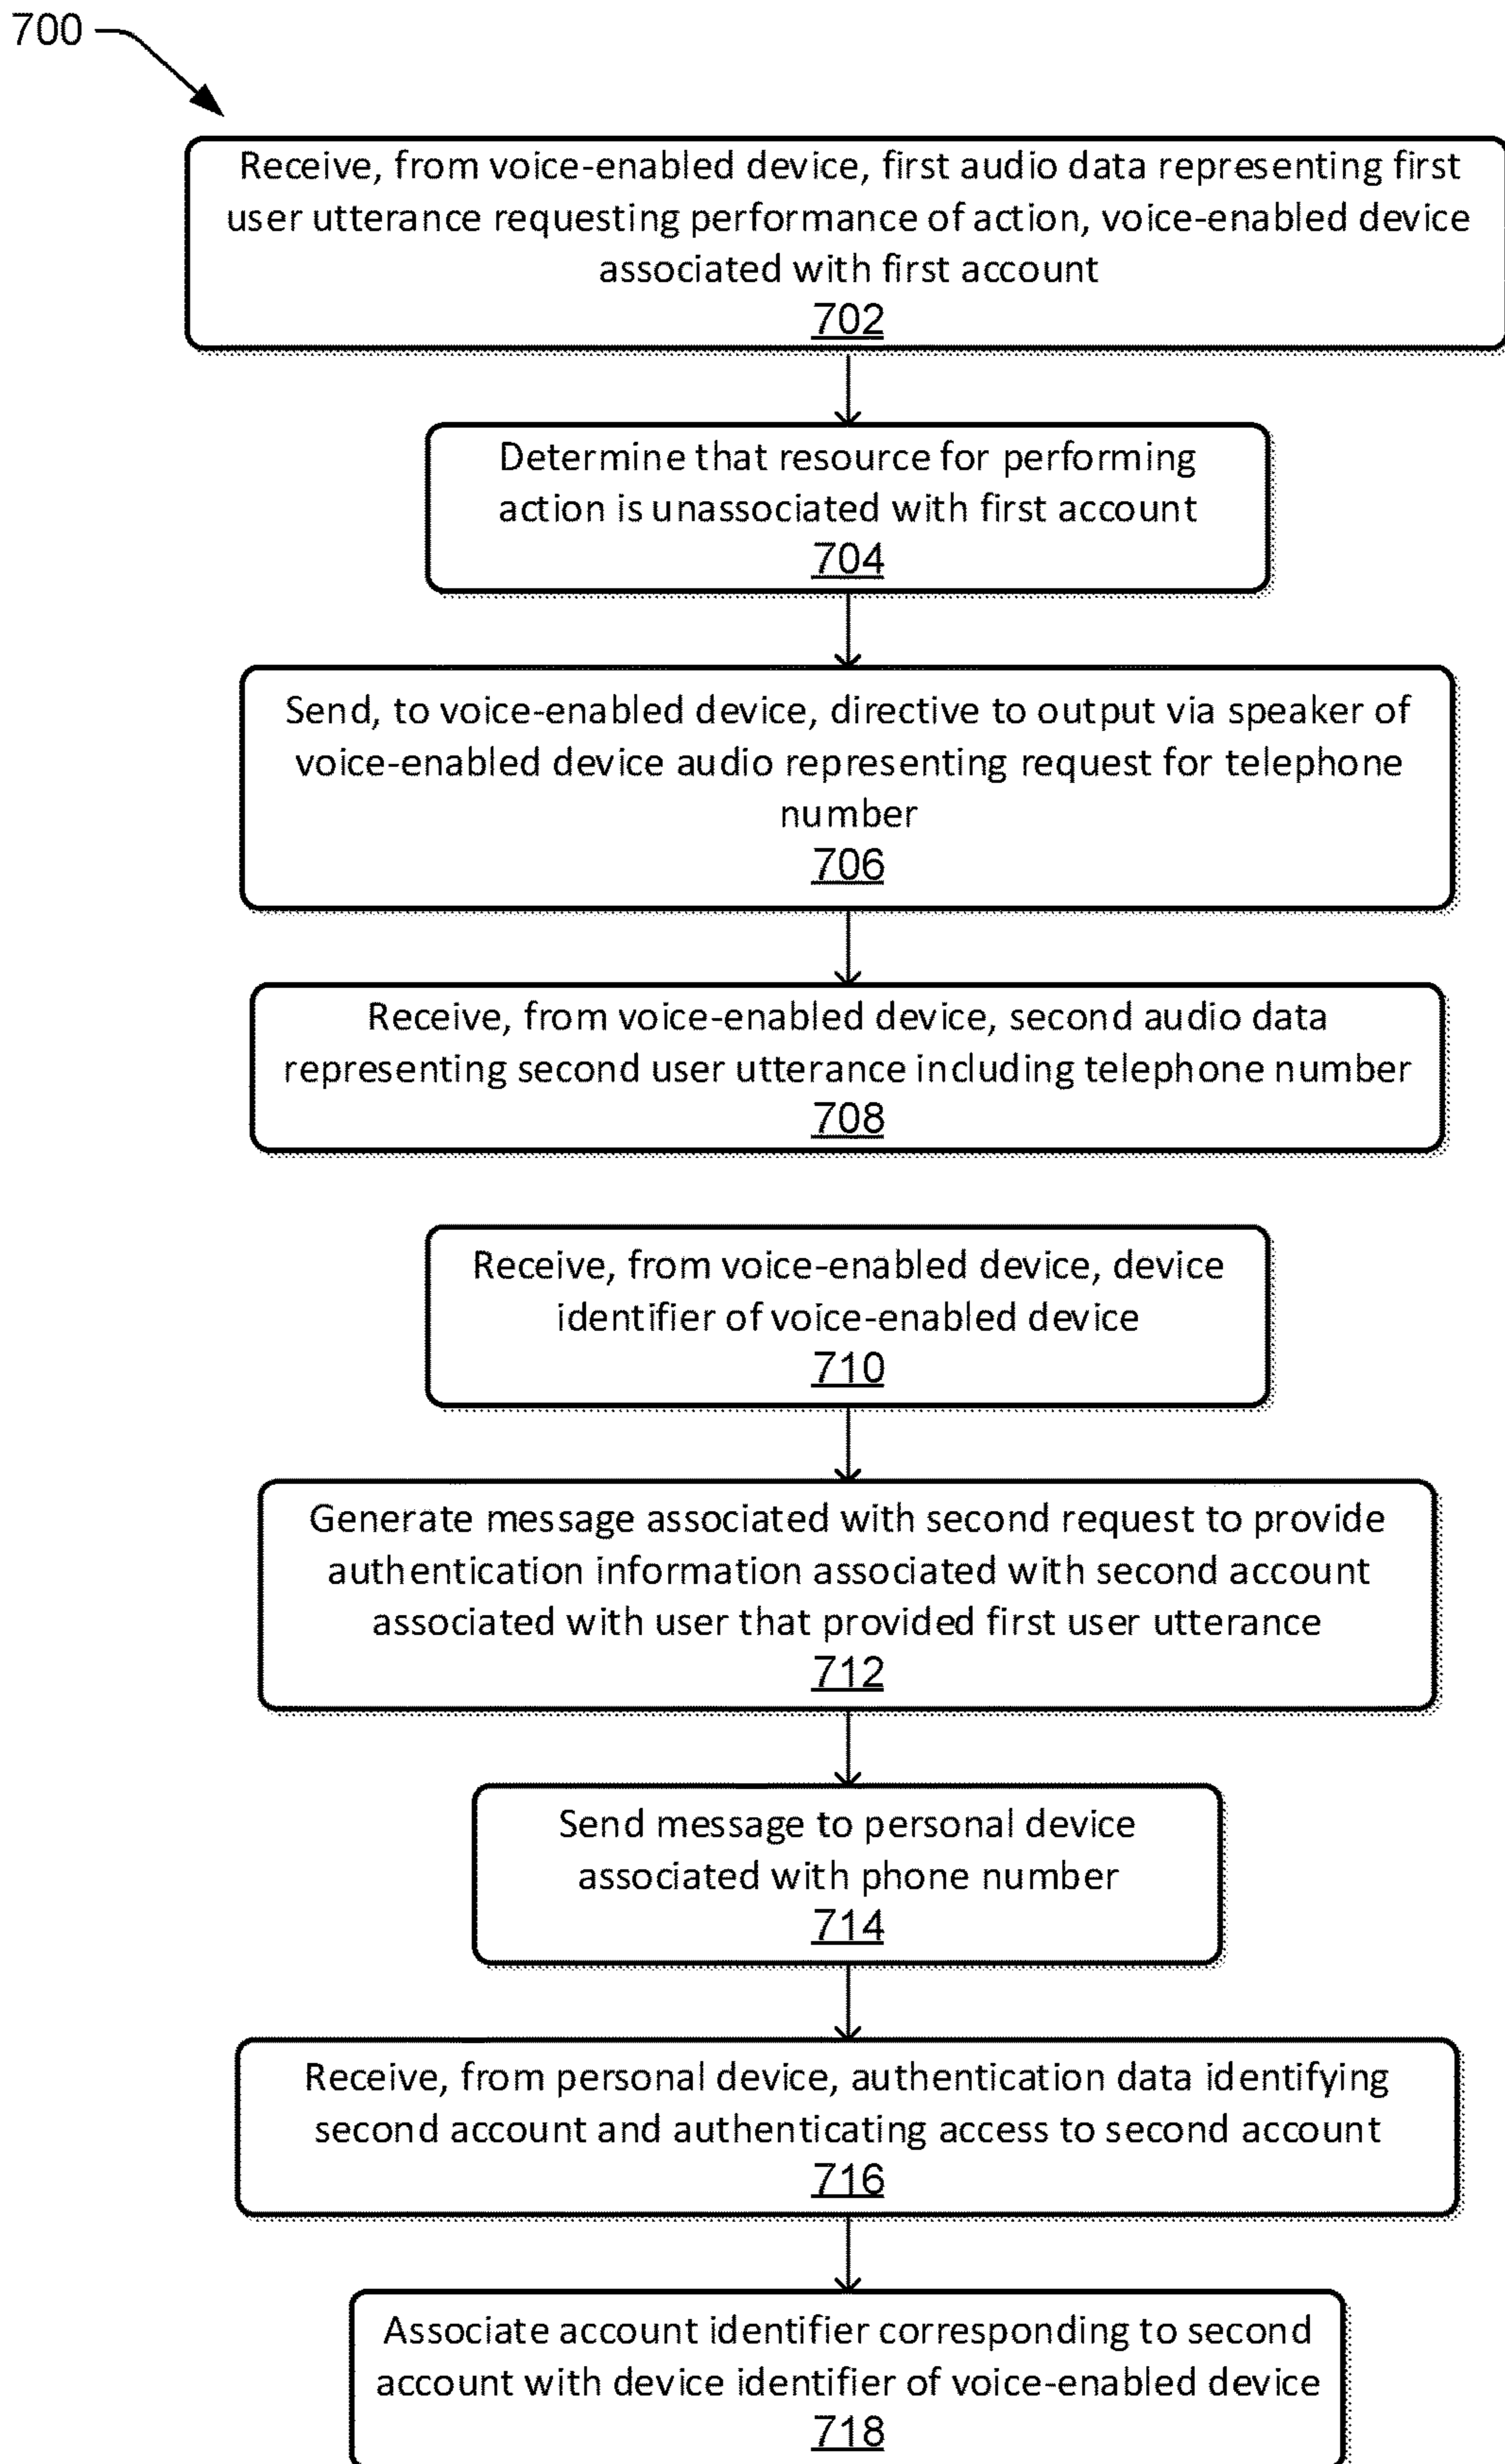 700
Receive, from voice-enabled device, first audio data representing first
user utterance requesting performance of action, voice-enabled device
associated with first account
702
Determine that resource for performing
action is unassociated with first account
704
Send, to voice-enabled device, directive to output via speaker of
voice-enabled device audio representing request for telephone
number
706
Receive, from voice-enabled device, second audio data
representing second user utterance including telephone number
708
Receive, from voice-enabled device, device
identifier of voice-enabled device
710
Generate message associated with second request to provide
authentication information associated with second account
associated with user that provided first user utterance
712
Send message to personal device
associated with phone number
714
Receive, from personal device, authentication data identifying
second account and authenticating access to second account
716
Associate account identifier corresponding to second
account with device identifier of voice-enabled device
718